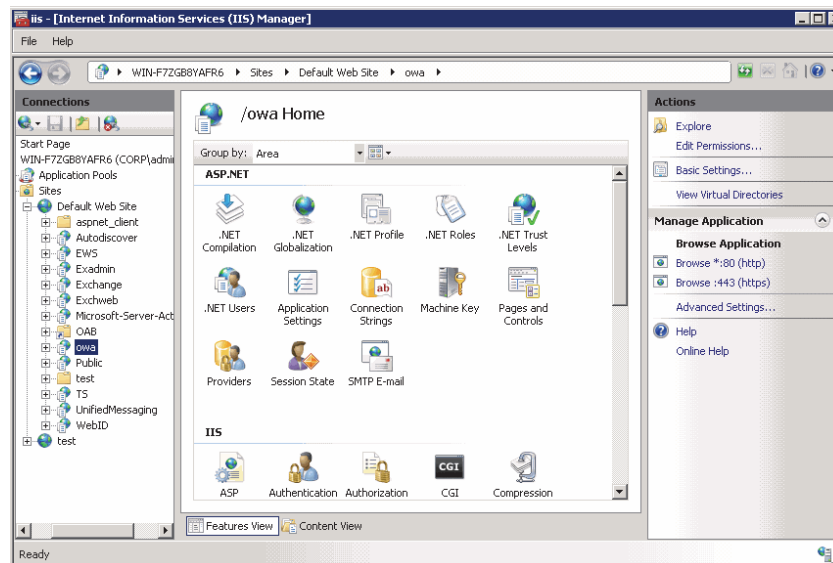 iis - [Internet Information Services (IIS) Manager]
File Help
WIN-F7ZGB8YAFR6 Sites Default Web Site owa
Connections
Start Page
WIN-F7ZGB8YAFR6 (CORP\admi
Application Pools
Sites
Default Web Site
aspnet_client
Autodiscover
EWS
Exadmin
Exchange
Exchweb
Microsoft-Server-Act
OAB
owa
Public
test
TS
UnifiedMessaging
WebID
test
/owa Home
Group by: Area
ASP.NET
.NET Compilation
.NET Globalization
.NET Profile
.NET Roles
.NET Trust Levels
.NET Users
Application Settings
Connection Strings
Machine Key
Pages and Controls
Providers
Session State
SMTP E-mail
IIS
ASP
Authentication
Authorization
CGI
CGI
Compression
Features View
Content View
Actions
Explore
Edit Permissions...
Basic Settings...
View Virtual Directories
Manage Application
Browse Application
Browse *:80 (http)
Browse :443 (https)
Advanced Settings...
Help
Online Help
Ready